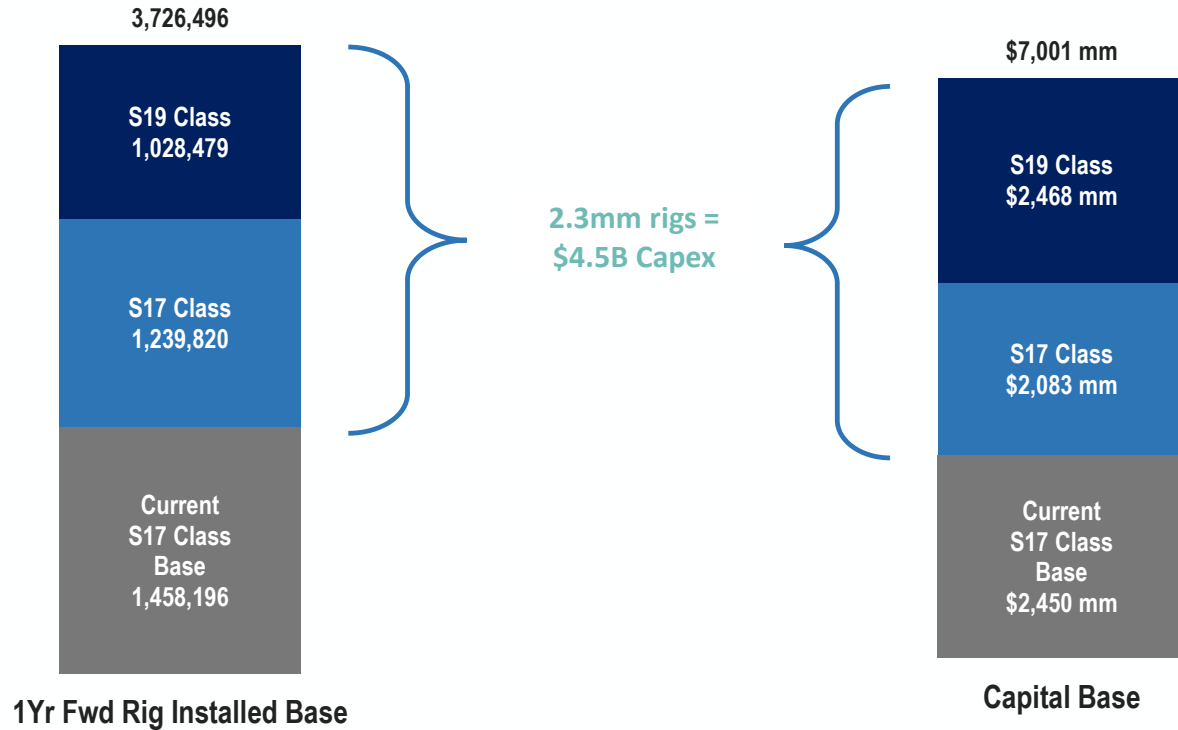 3,726,496
S19 Class
1,028,479
S17 Class
1,239,820
Current
S17 Class
Base
1,458,196
1Yr Fwd Rig Installed Base
2.3mm rigs =
$4.5B Capex
$7,001 mm
S19 Class
$2,468 mm
S17 Class
$2,083 mm
Current
S17 Class
Base
$2,450 mm
Capital Base